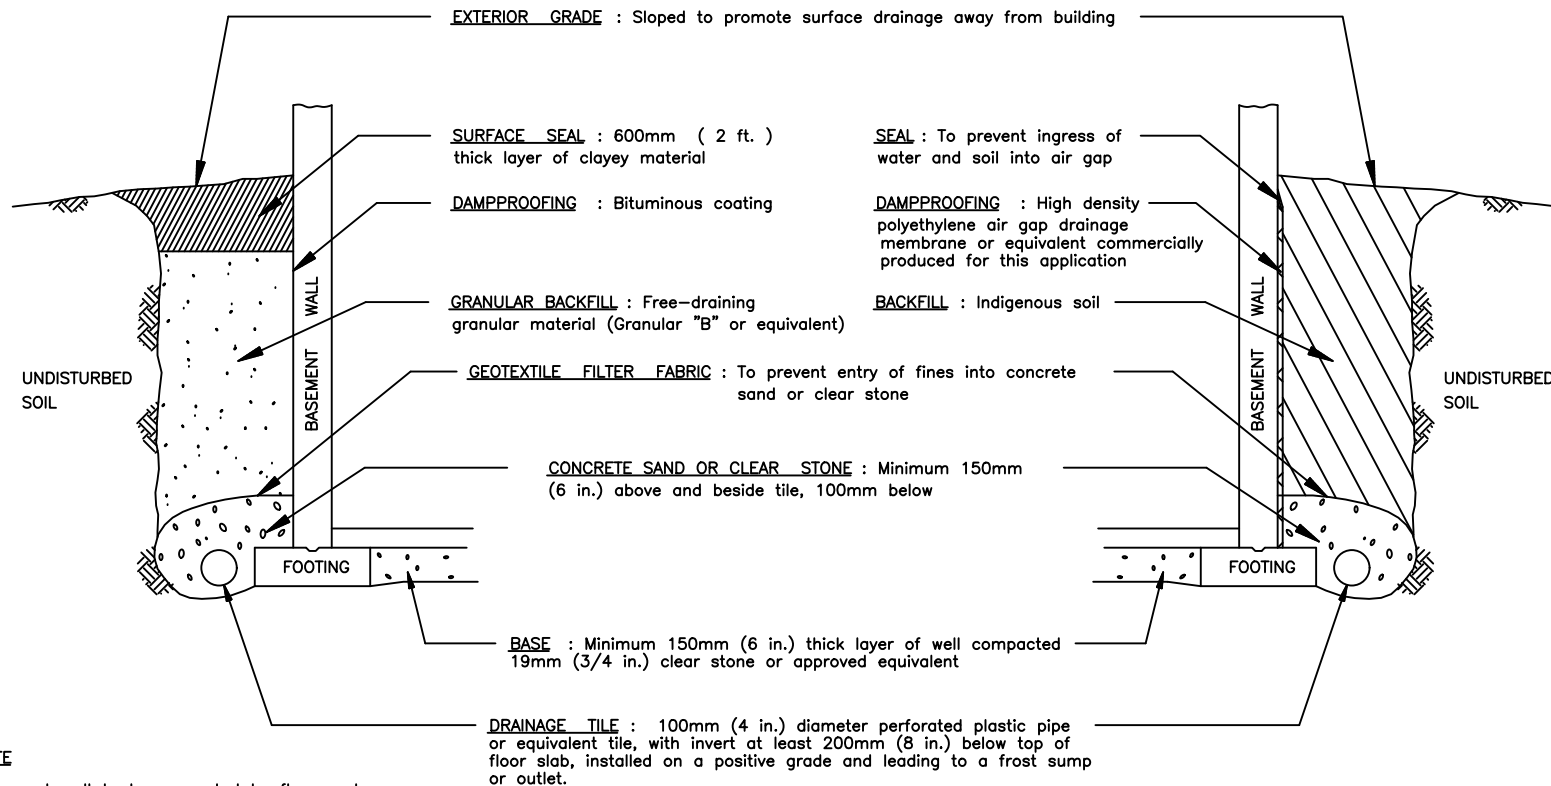 EXTERIOR GRADE : Sloped to promote surface drainage away from building
SURFACE SEAL : 600mm ( 2 ft. )
thick layer of clayey material
SEAL : To prevent ingress of
water and soil into air gap
DAMPPROOFING : Bituminous coating
DAMPPROOFING : High density
polyethylene air gap drainage
membrane or equivalent commercially
produced for this application
BASEMENT WALL
GRANULAR BACKFILL : Free-draining
granular material (Granular "B" or equivalent)
BACKFILL : Indigenous soil
BASEMENT WALL
UNDISTURBED
SOIL
GEOTEXTILE FILTER FABRIC : To prevent entry of fines into concrete
sand or clear stone
UNDISTURBED
SOIL
CONCRETE SAND OR CLEAR STONE : Minimum 150mm
(6 in.) above and beside tile, 100mm below
FOOTING
FOOTING
BASE : Minimum 150mm (6 in.) thick layer of well compacted
19mm (3/4 in.) clear stone or approved equivalent
DRAINAGE TILE : 100mm (4 in.) diameter perforated plastic pipe
or equivalent tile, with invert at least 200mm (8 in.) below top of
floor slab, installed on a positive grade and leading to a frost sump
or outlet.